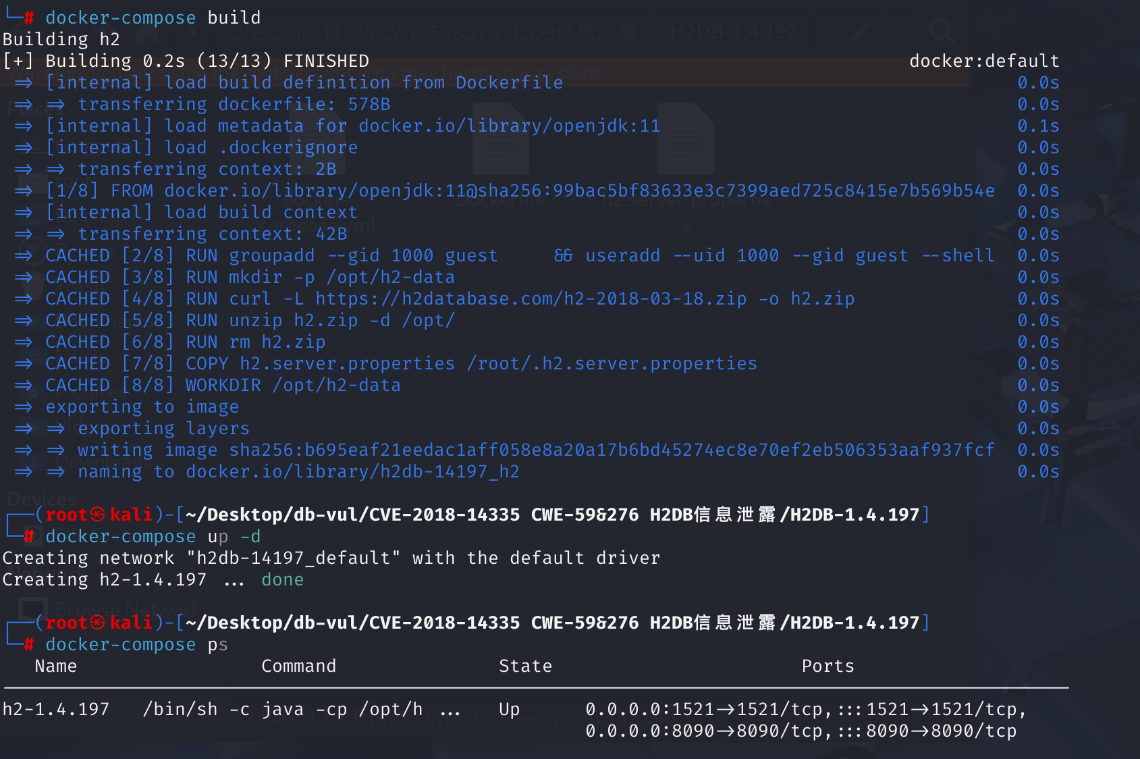 └─# docker-compose build
Building h2
[+] Building 0.2s (13/13) FINISHED docker:default
⇒ [internal] load build definition from Dockerfile 0.0s
⇒ ⇒ transferring dockerfile: 578B 0.0s
⇒ [internal] load metadata for docker.io/library/openjdk:11 0.1s
⇒ [internal] load .dockerignore 0.0s
⇒ ⇒ transferring context: 2B 0.0s
⇒ [1/8] FROM docker.io/library/openjdk:11@sha256:99bac5bf83633e3c7399aed725c8415e7b569b54e 0.0s
⇒ [internal] load build context 0.0s
⇒ ⇒ transferring context: 42B 0.0s
⇒ CACHED [2/8] RUN groupadd --gid 1000 guest && useradd --uid 1000 --gid guest --shell 0.0s
⇒ CACHED [3/8] RUN mkdir -p /opt/h2-data 0.0s
⇒ CACHED [4/8] RUN curl -L https://h2database.com/h2-2018-03-18.zip -o h2.zip 0.0s
⇒ CACHED [5/8] RUN unzip h2.zip -d /opt/ 0.0s
⇒ CACHED [6/8] RUN rm h2.zip 0.0s
⇒ CACHED [7/8] COPY h2.server.properties /root/.h2.server.properties 0.0s
⇒ CACHED [8/8] WORKDIR /opt/h2-data 0.0s
⇒ exporting to image 0.0s
⇒ ⇒ exporting layers 0.0s
⇒ ⇒ writing image sha256:b695eaf21eedac1aff058e8a20a17b6bd45274ec8e70ef2eb506353aaf937fcf 0.0s
⇒ ⇒ naming to docker.io/library/h2db-14197_h2 0.0s
Devices
┌──(root㉿kali)-[~/Desktop/db-vul/CVE-2018-14335 CWE-59&276 H2DB信息泄露/H2DB-1.4.197]
└─# docker-compose up -d
Creating network "h2db-14197_default" with the default driver
Creating h2-1.4.197 ... done
Browse Network
┌──(root㉿kali)-[~/Desktop/db-vul/CVE-2018-14335 CWE-59&276 H2DB信息泄露/H2DB-1.4.197]
└─# docker-compose ps
Name Command State Ports
h2-1.4.197 /bin/sh -c java -cp /opt/h ... Up 0.0.0.0:1521→1521/tcp,:::1521→1521/tcp,
0.0.0.0:8090→8090/tcp,:::8090→8090/tcp